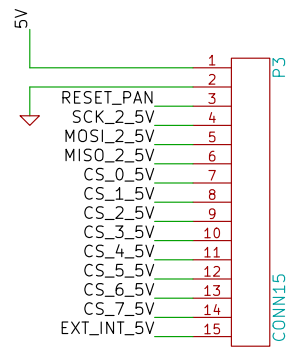 5V
P3
1
2
RESET_PAN 3
SCK_2_5V 4
MOSI_2_5V 5
MISO_2_5V 6
CS_0_5V 7
CS_1_5V 8
CS_2_5V 9
CS_3_5V 10
CS_4_5V 11
CS_5_5V 12
CS_6_5V 13
CS_7_5V 14
EXT_INT_5V 15
CONN15